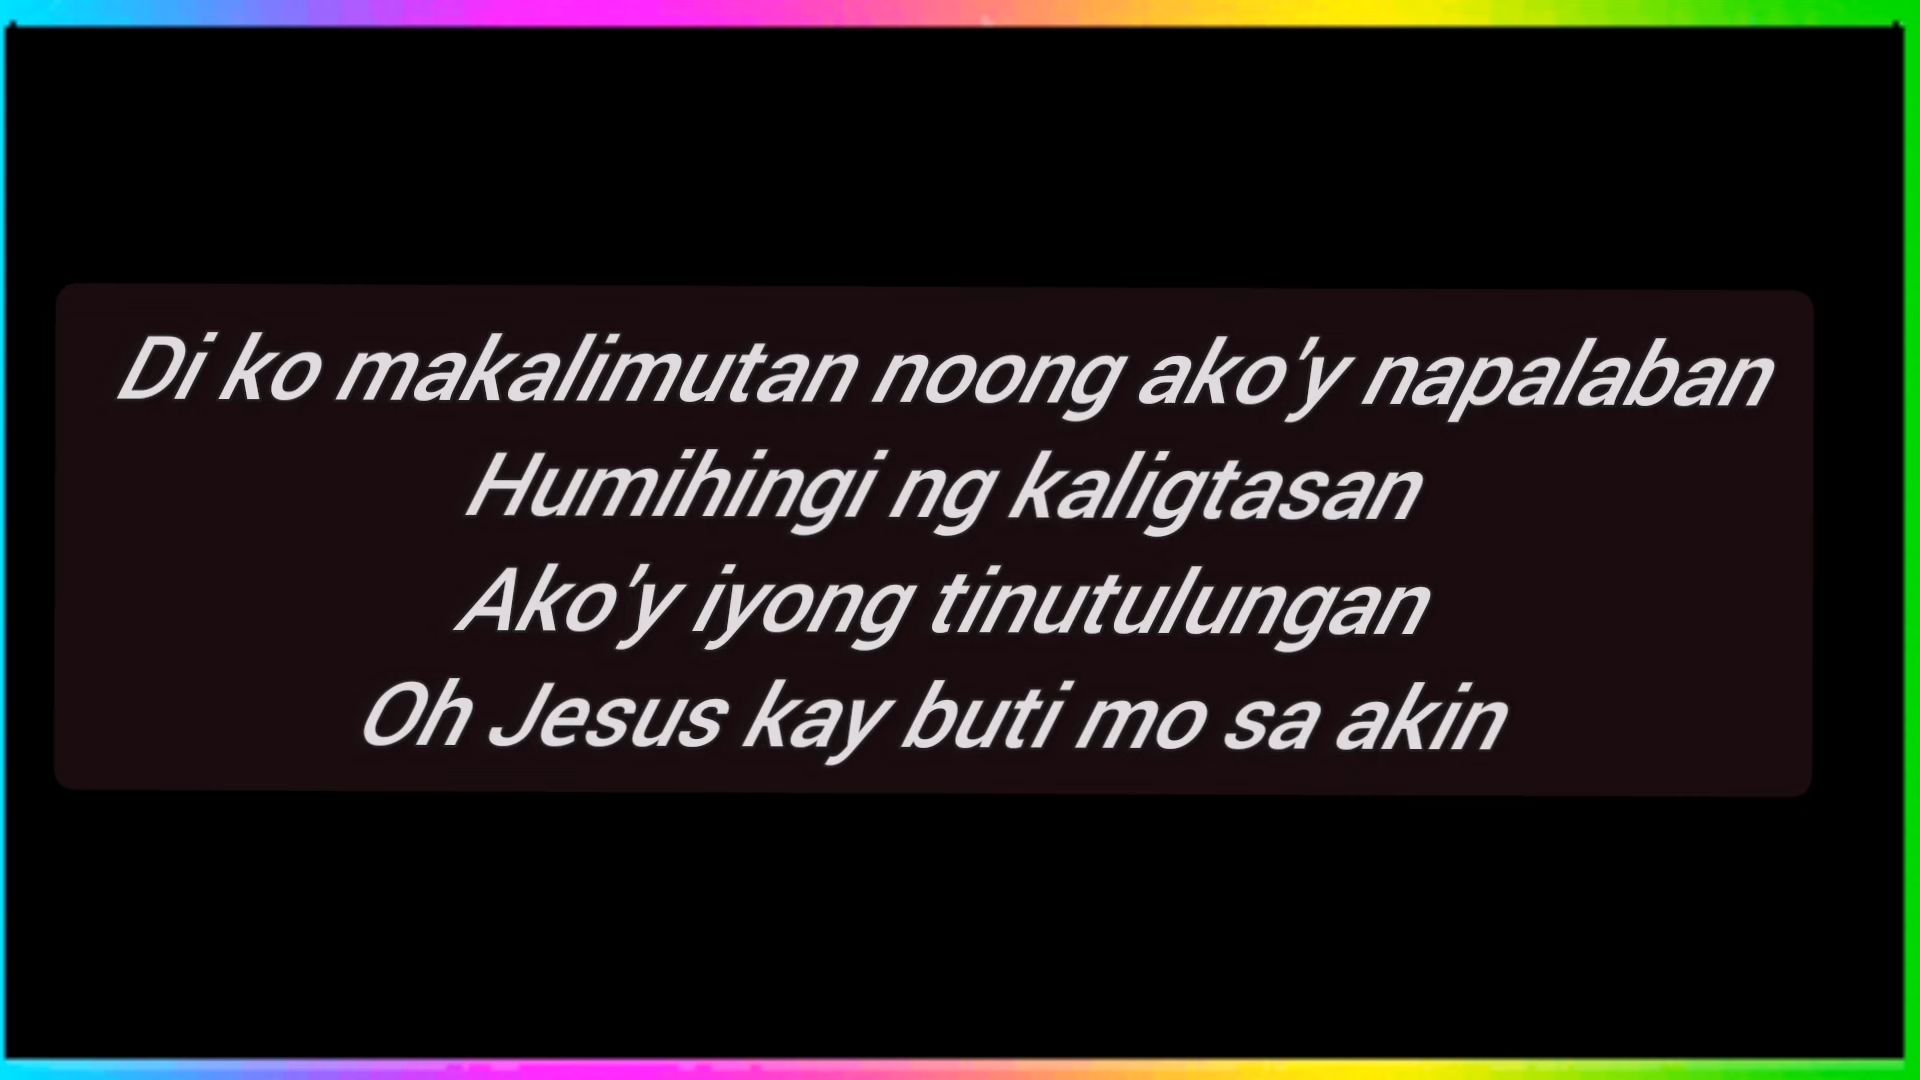 Di ko makalimutan noong ako'y napalaban
Humihingi ng kaligtasan
Ako'y iyong tinutulungan
Oh Jesus kay buti mo sa akin